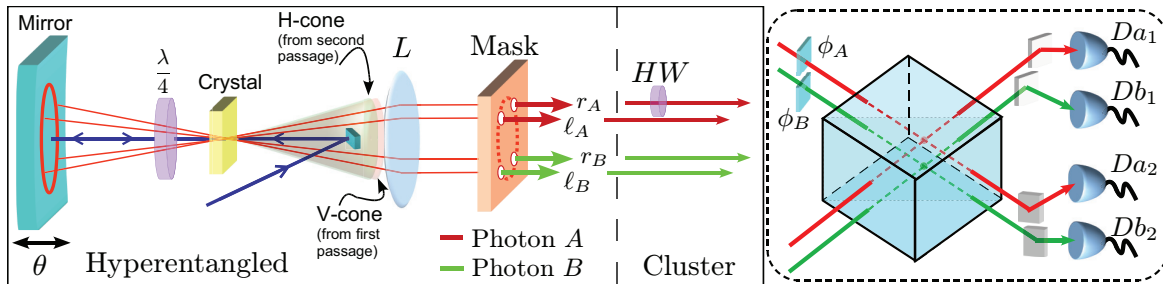 Mirror
λ
4
Crystal
H-cone
(from second
passage)
L
Mask
r_A
ℓ_A
r_B
ℓ_B
HW
V-cone
(from first
passage)
θ
Hyperentangled
Photon A
Photon B
Cluster
ϕ_A
ϕ_B
Da_1
Db_1
Da_2
Db_2